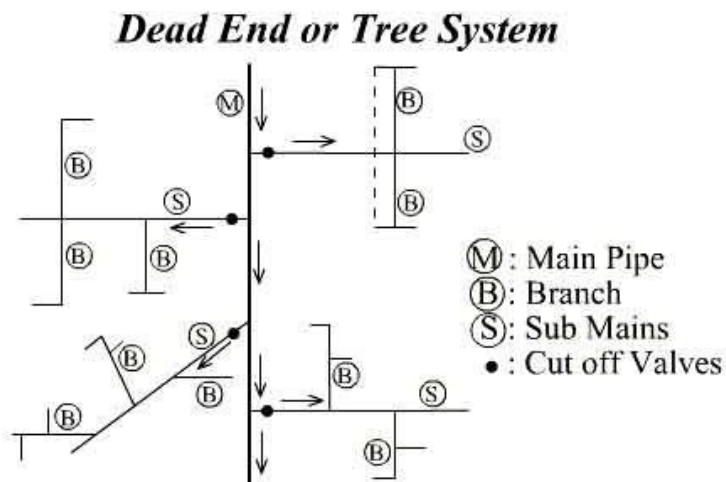 Dead End or Tree System
M
B
S
B
S
B
B
B
B
S
B
B
B
B
S
B
M : Main Pipe
B : Branch
S : Sub Mains
• : Cut off Valves